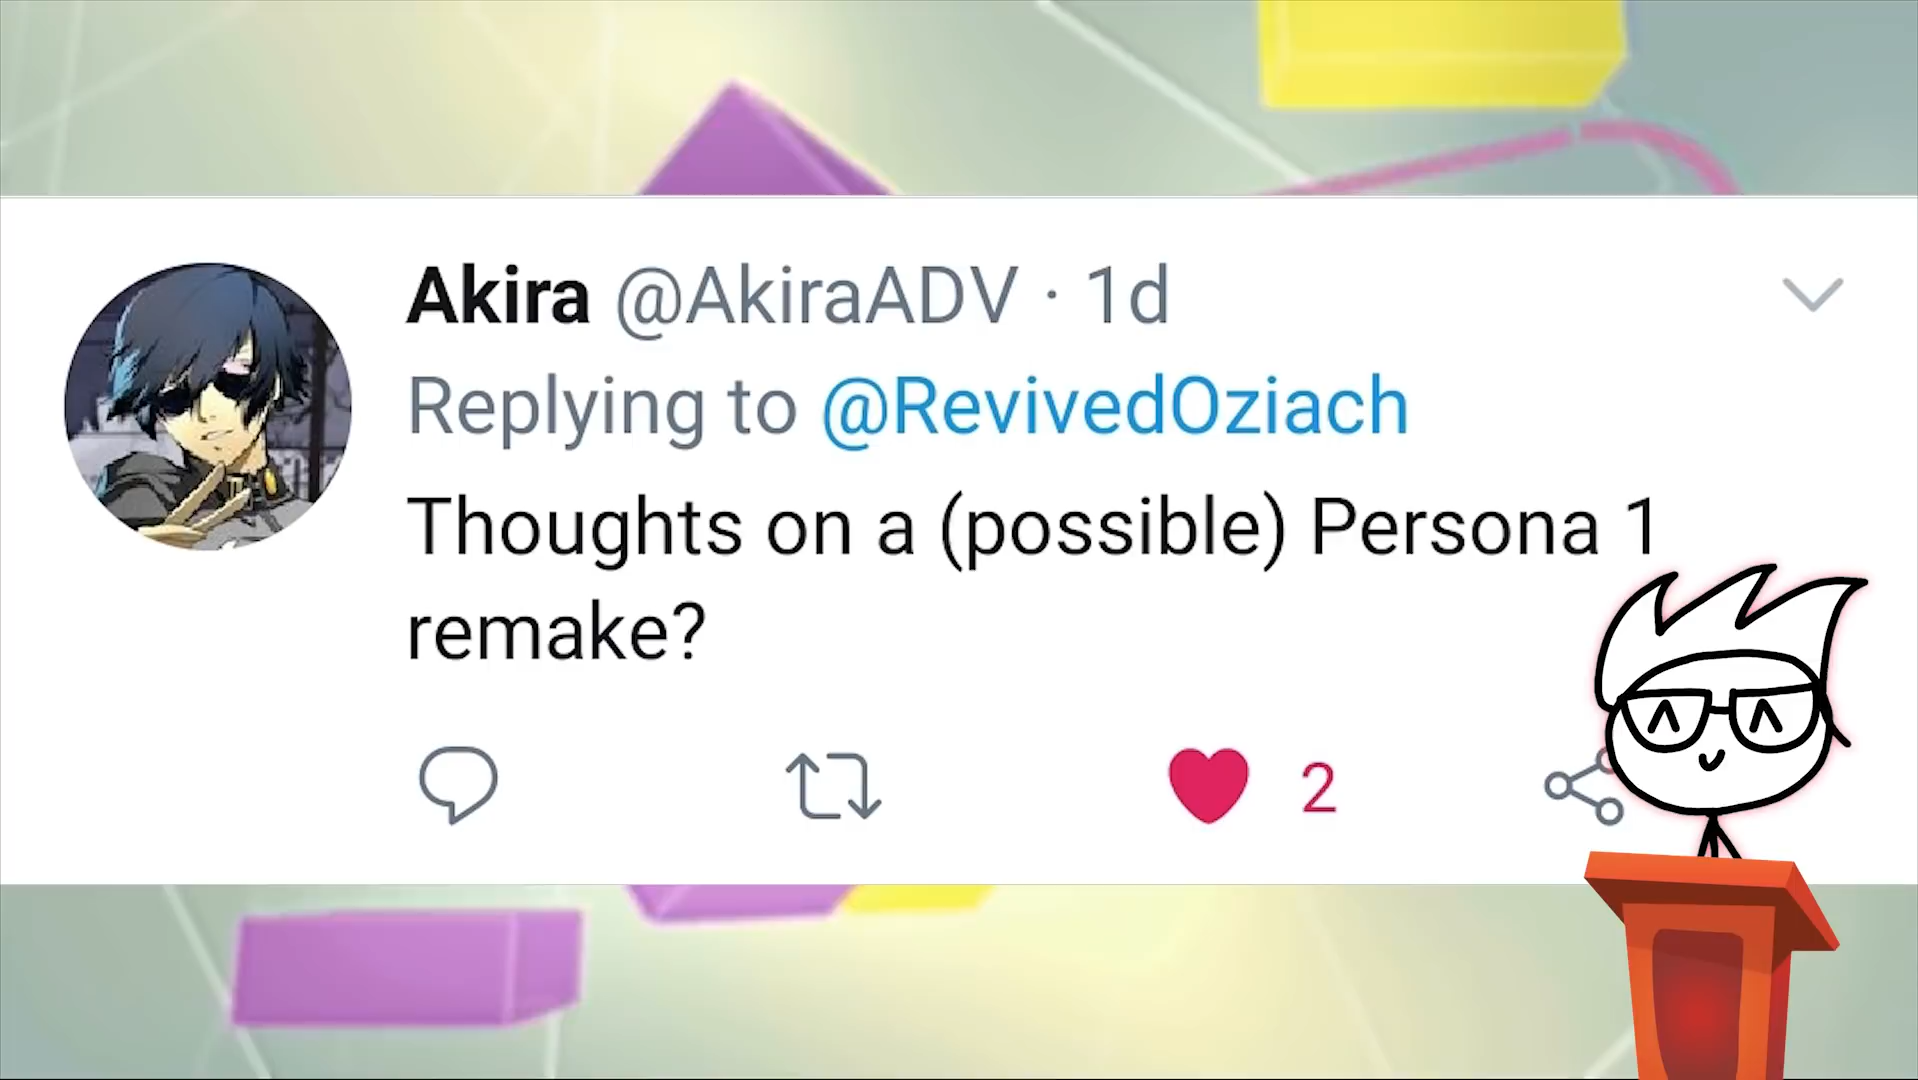 Akira @AkiraADV · 1d
Replying to @RevivedOziach
Thoughts on a (possible) Persona 1
remake?
2